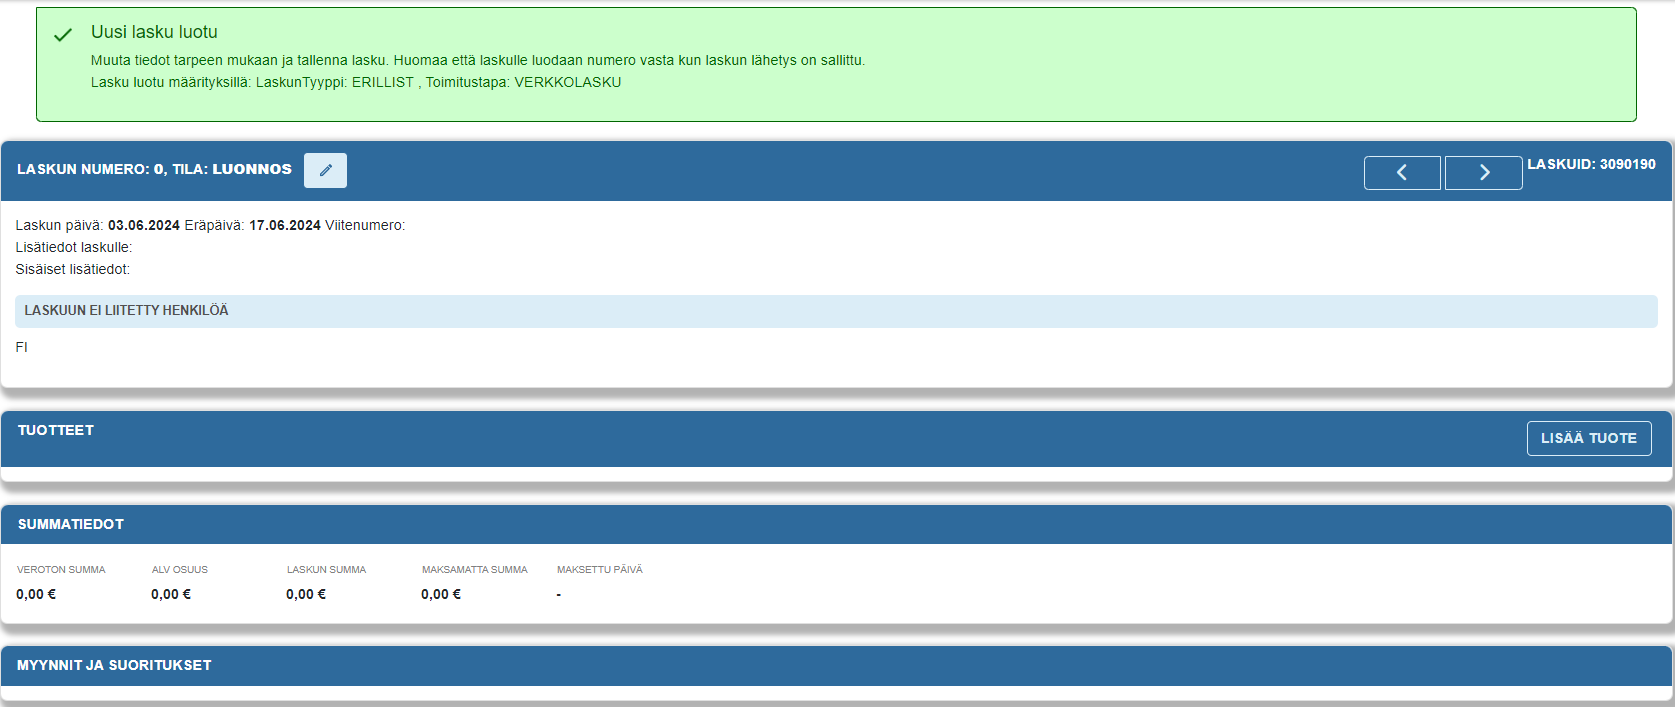 Uusi lasku luotu
Muuta tiedot tarpeen mukaan ja tallenna lasku. Huomaa että laskulle luodaan numero vasta kun laskun lähetys on sallittu.
Lasku luotu määrityksillä: LaskunTyyppi: ERILLIST , Toimitustapa: VERKKOLASKU
LASKUN NUMERO: 0, TILA: LUONNOS
LASKUID: 3090190
Laskun päivä: 03.06.2024 Eräpäivä: 17.06.2024 Viitenumero:
Lisätiedot laskulle:
Sisäiset lisätiedot:
LASKUUN EI LIITETTY HENKILÖÄ
FI
TUOTTEET
LISÄÄ TUOTE
SUMMATIEDOT
VEROTON SUMMA ALV OSUUS LASKUN SUMMA MAKSAMATTA SUMMA MAKSETTU PÄIVÄ
0,00 € 0,00 € 0,00 € 0,00 € -
MYYNNIT JA SUORITUKSET